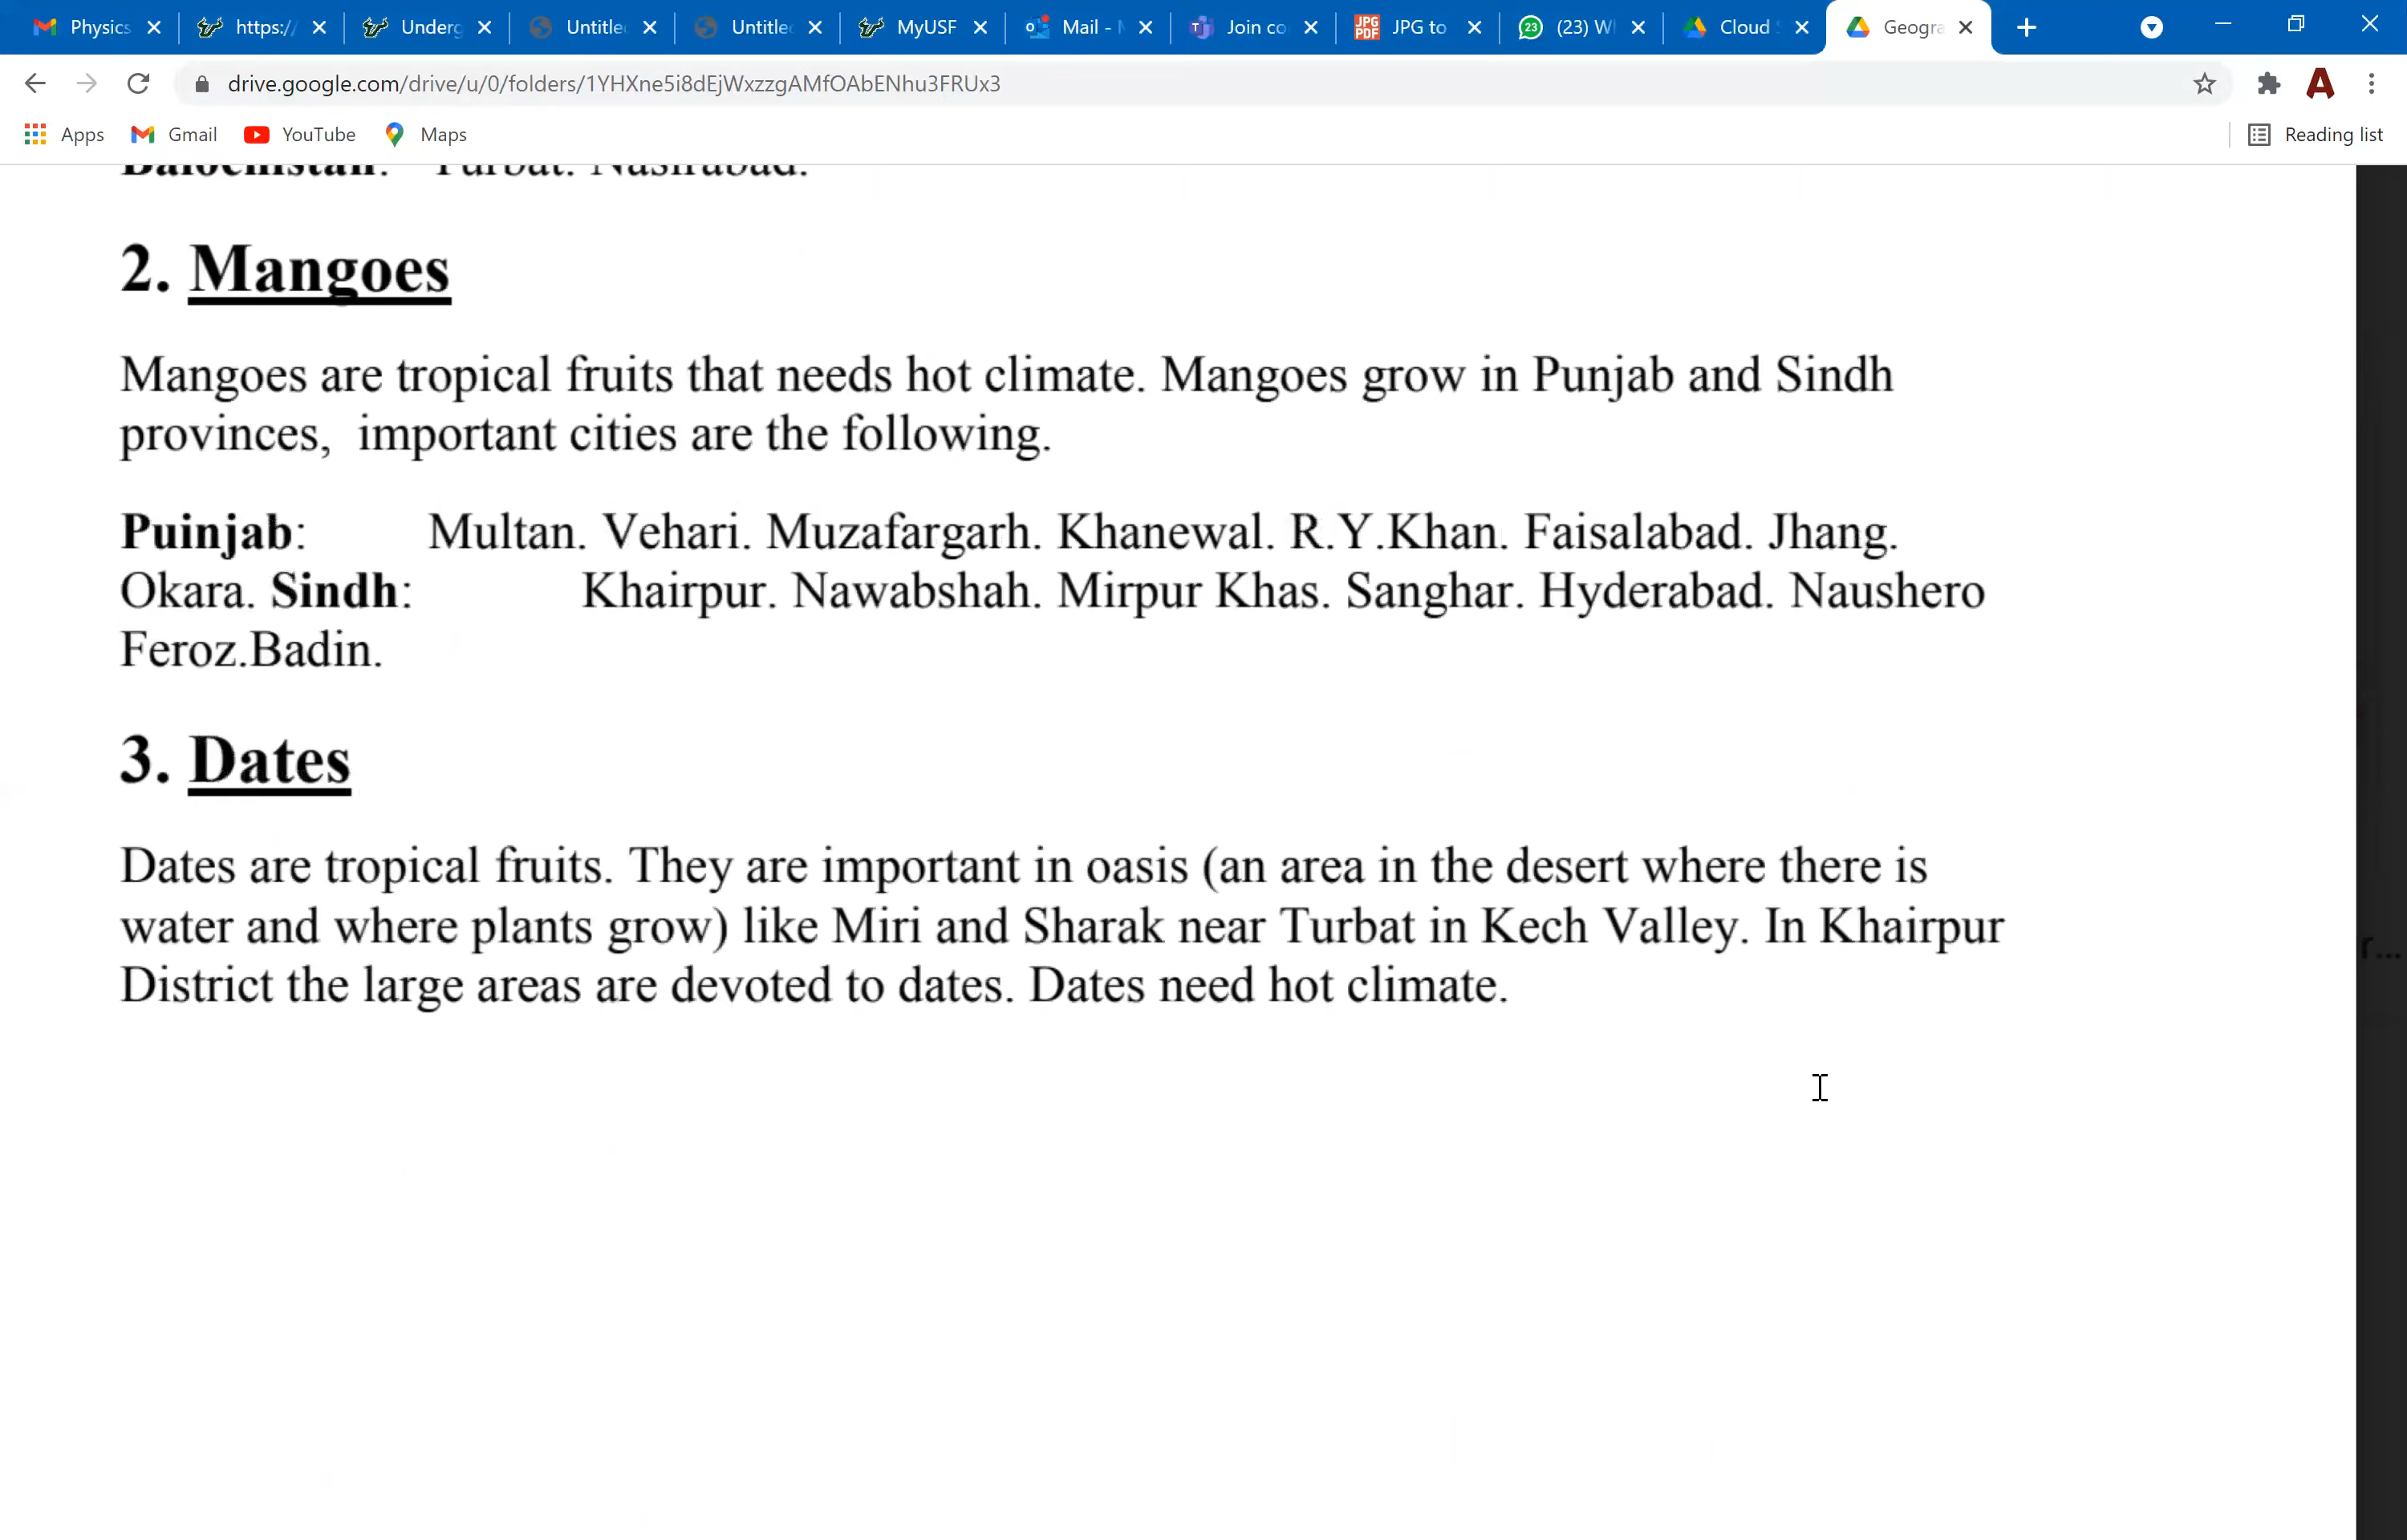 Physics https:// Underg Untitle Untitle MyUSF Mail - Join co JPG to (23) W Cloud Geogra
drive.google.com/drive/u/0/folders/1YHXne5i8dEjWxzzgAMfOAbENhu3FRUx3
Apps Gmail YouTube Maps Reading list
Balochistan: Turbat. Nasirabad.
2. Mangoes
Mangoes are tropical fruits that needs hot climate. Mangoes grow in Punjab and Sindh
provinces, important cities are the following.
Puinjab: Multan. Vehari. Muzafargarh. Khanewal. R.Y.Khan. Faisalabad. Jhang.
Okara. Sindh: Khairpur. Nawabshah. Mirpur Khas. Sanghar. Hyderabad. Naushero
Feroz.Badin.
3. Dates
Dates are tropical fruits. They are important in oasis (an area in the desert where there is
water and where plants grow) like Miri and Sharak near Turbat in Kech Valley. In Khairpur
District the large areas are devoted to dates. Dates need hot climate.